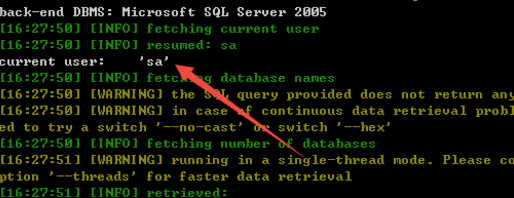 back-end DBMS: Microsoft SQL Server 2005
[16:27:50] [INFO] fetching current user
[16:27:50] [INFO] resumed: sa
current user: 'sa'
[16:27:50] [INFO] fetching database names
[16:27:50] [WARNING] the SQL query provided does not return any
[16:27:50] [WARNING] in case of continuous data retrieval probl
ed to try a switch '--no-cast' or switch '--hex'
[16:27:50] [INFO] fetching number of databases
[16:27:51] [WARNING] running in a single-thread mode. Please co
ption '--threads' for faster data retrieval
[16:27:51] [INFO] retrieved: